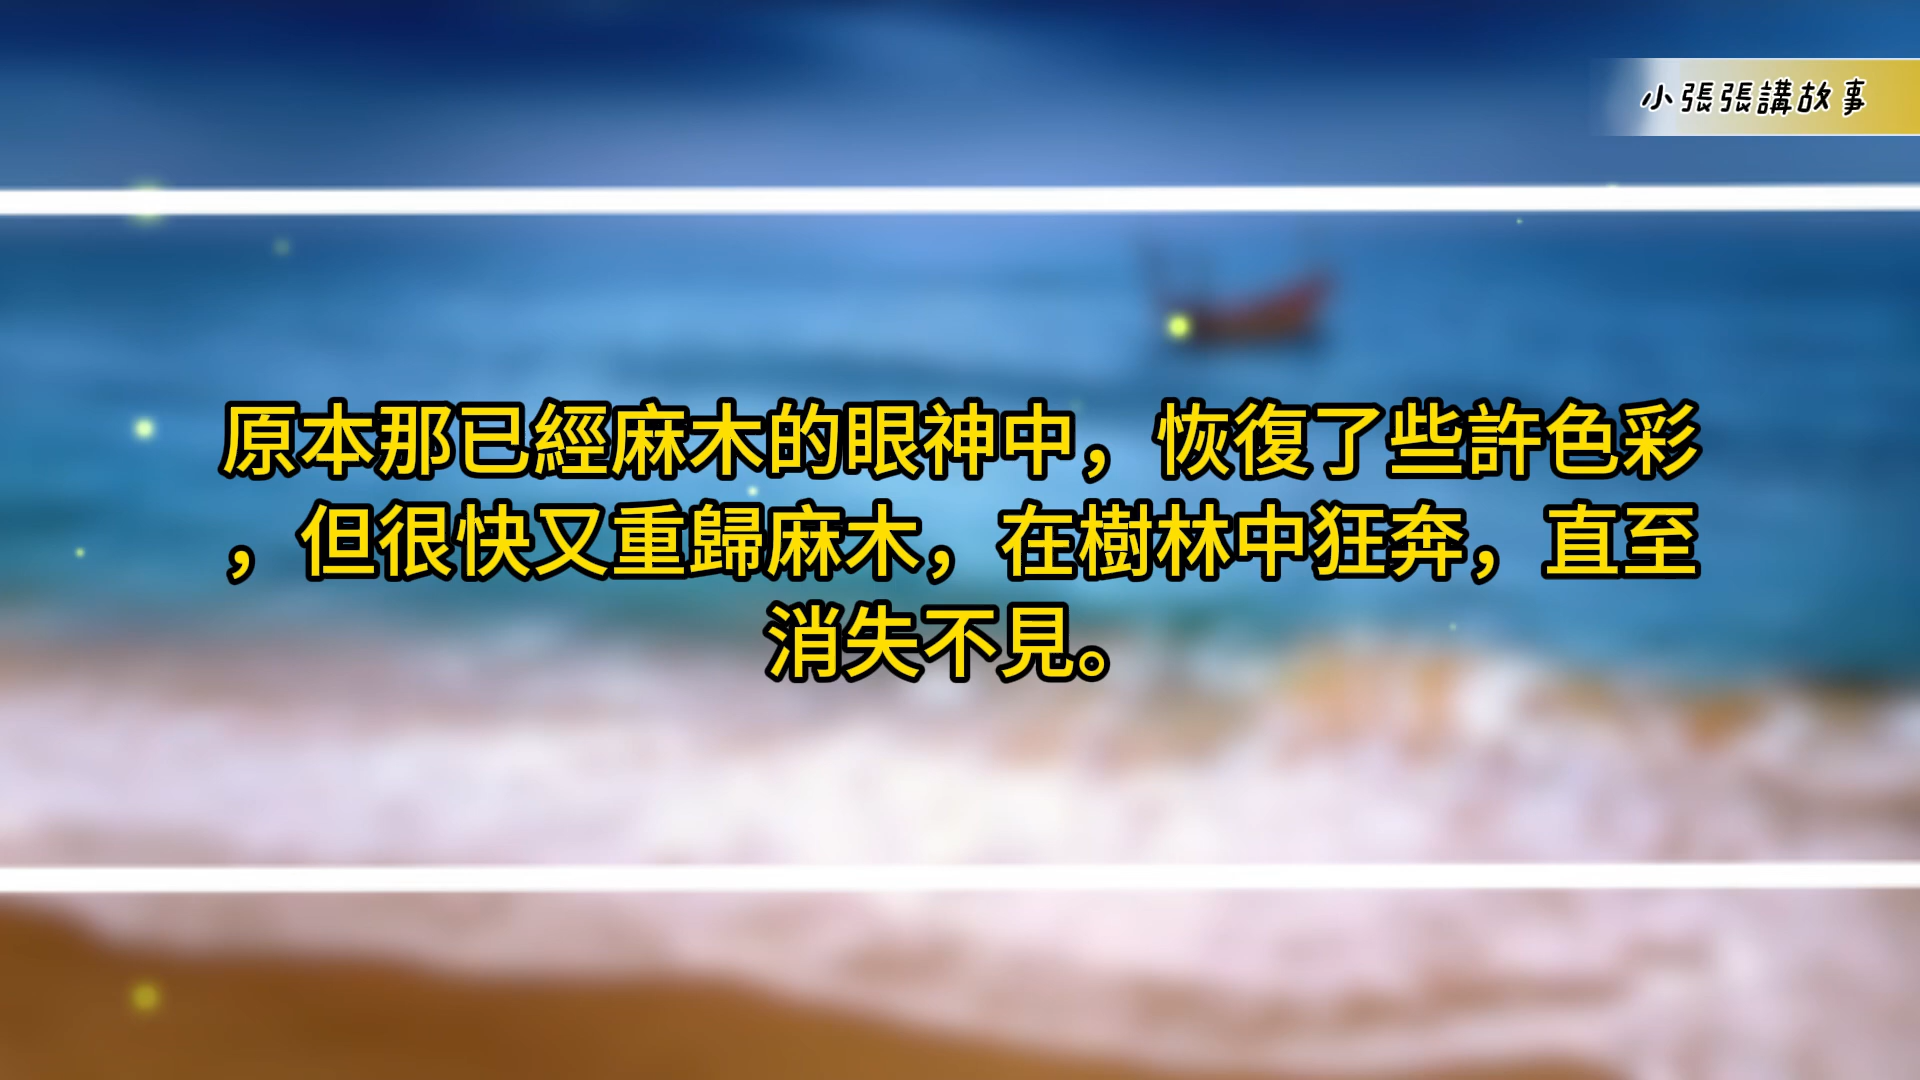 小張張講故事
原本那已經麻木的眼神中，恢復了些許色彩
，但很快又重歸麻木，在樹林中狂奔，直至
消失不見。